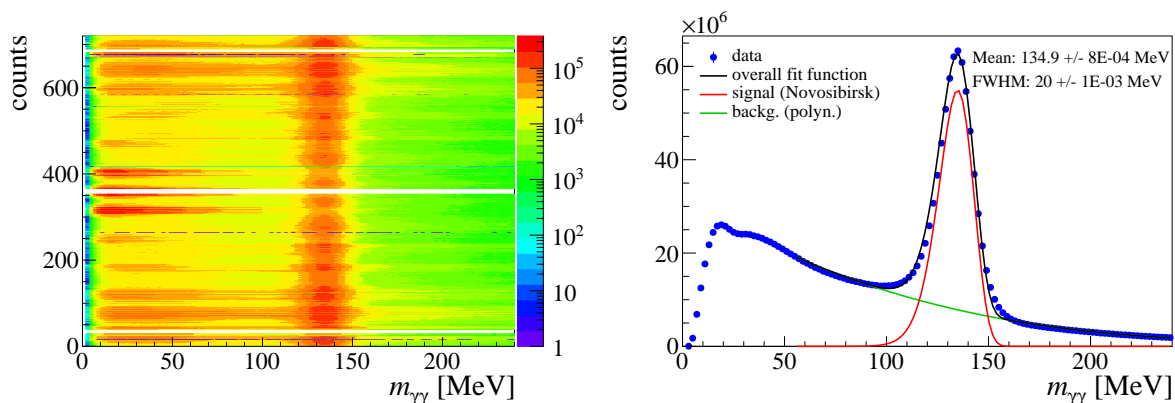 counts
600
400
200
0
0
50
100
150
200
m_γγ [MeV]
10^5
10^4
10^3
10^2
10
1
×10^6
counts
60
40
20
0
0
50
100
150
200
m_γγ [MeV]
data
overall fit function
signal (Novosibirsk)
backg. (polyn.)
Mean: 134.9 +/- 8E-04 MeV
FWHM: 20 +/- 1E-03 MeV